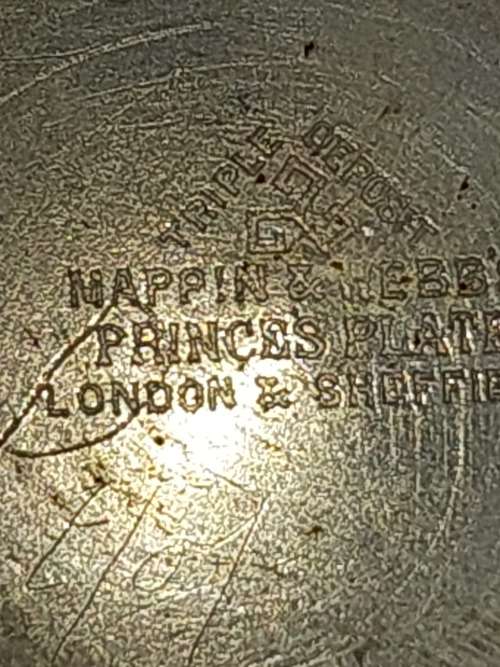 TRIPLE DEPOSIT
MAPPIN & WEBB'
PRINCES PLATE
LONDON & SHEFFIE